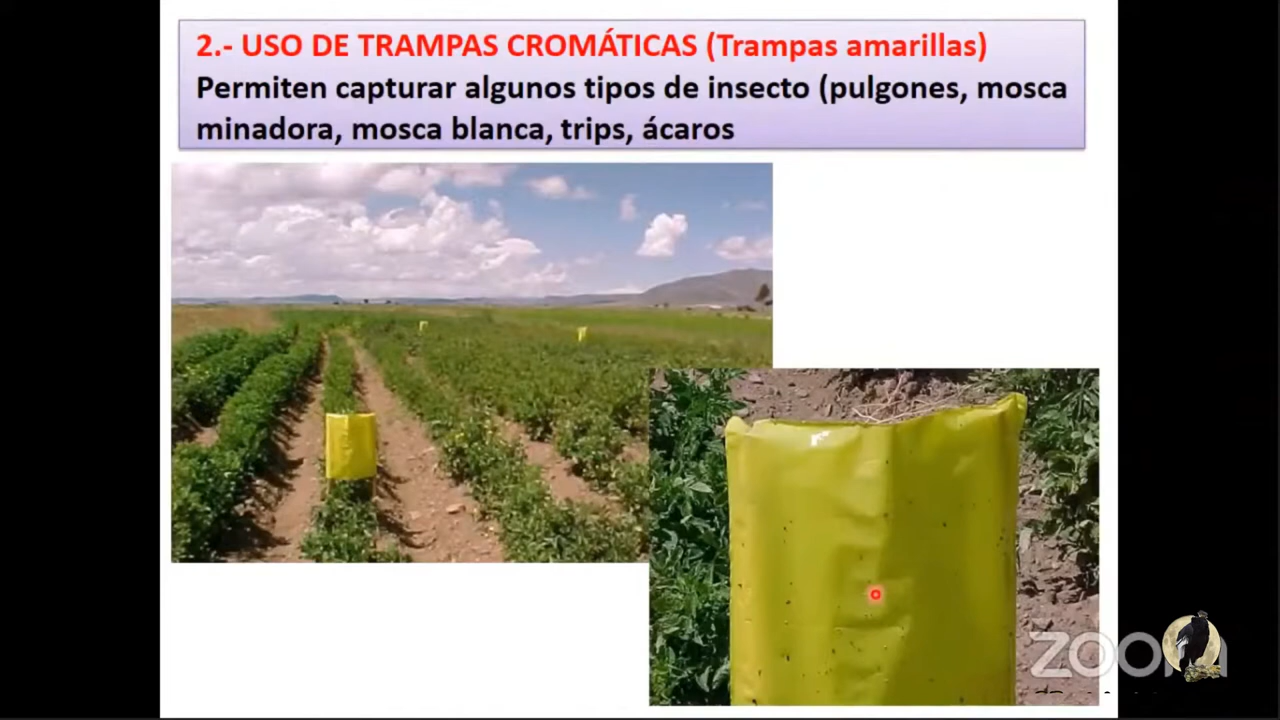 2.- USO DE TRAMPAS CROMÁTICAS (Trampas amarillas)
Permiten capturar algunos tipos de insecto (pulgones, mosca
minadora, mosca blanca, trips, ácaros
zoom